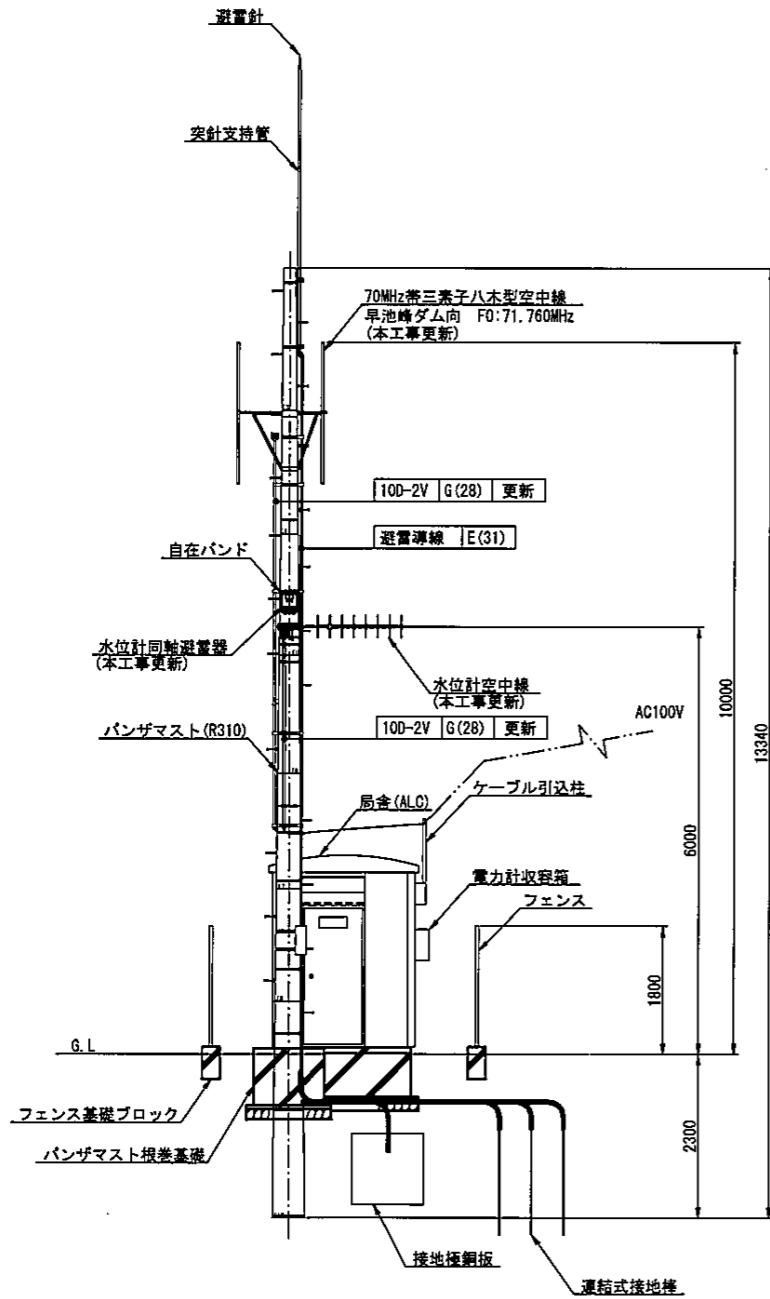 避雷針
突針支持管
70MHz帯三素子八木型空中線
早池峰ダム向 F0:71.760MHz
(本工事更新)
10D-2V G(28) 更新
避雷導線 E(31)
自在バンド
水位計同軸避雷器
(本工事更新)
水位計空中線
(本工事更新)
10D-2V G(28) 更新
パンザマスト(R310)
AC100V
局舎(ALC)
ケーブル引込柱
電力計収容箱
フェンス
10000
13340
6000
1800
G.L
フェンス基礎ブロック
パンザマスト根巻基礎
2300
接地極銅板
連結式接地棒